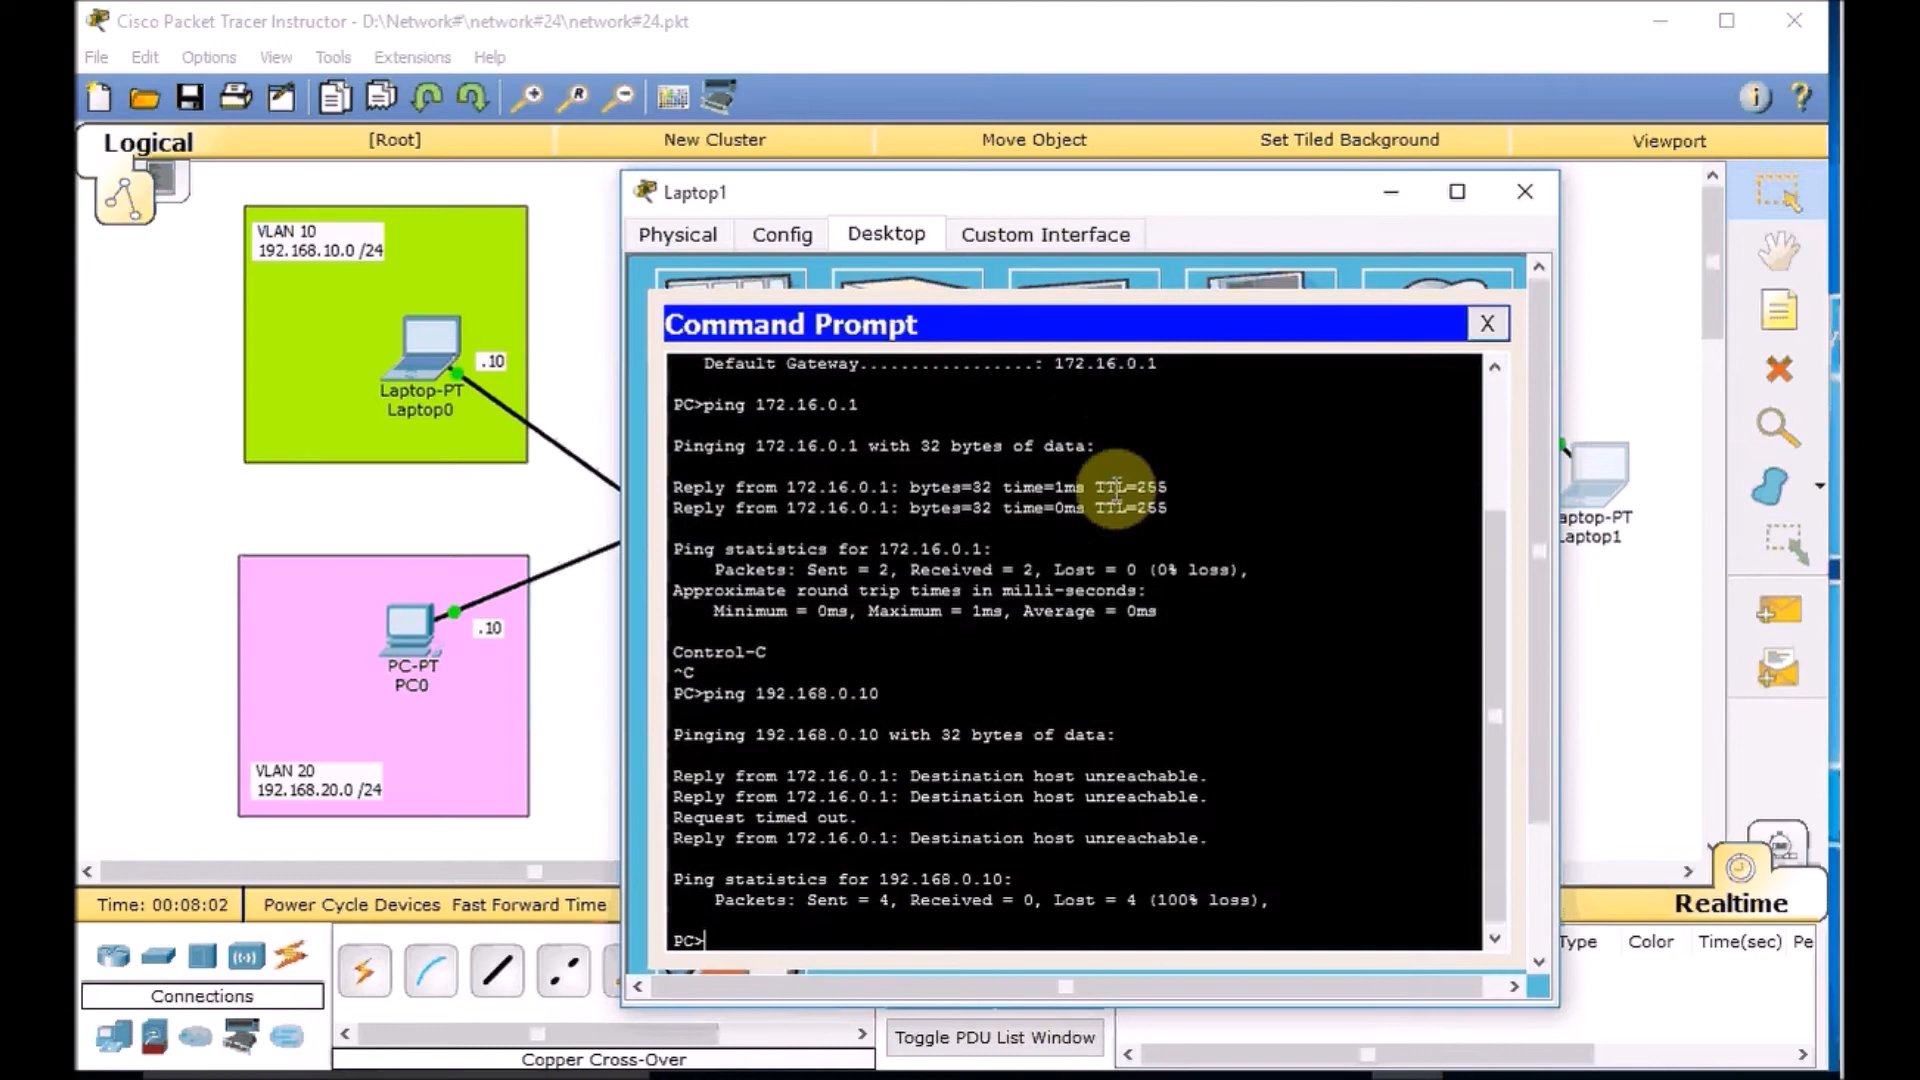 Cisco Packet Tracer Instructor - D:\Network#\network#24\network#24.pkt
File Edit Options View Tools Extensions Help
Logical [Root] New Cluster Move Object Set Tiled Background Viewport
VLAN 10
192.168.10.0 /24
.10
Laptop-PT
Laptop0
.10
PC-PT
PC0
VLAN 20
192.168.20.0 /24
Laptop1
Physical Config Desktop Custom Interface
Command Prompt X
Default Gateway.................: 172.16.0.1
PC>ping 172.16.0.1
Pinging 172.16.0.1 with 32 bytes of data:
Reply from 172.16.0.1: bytes=32 time=1ms TTL=255
Reply from 172.16.0.1: bytes=32 time=0ms TTL=255
Ping statistics for 172.16.0.1:
Packets: Sent = 2, Received = 2, Lost = 0 (0% loss),
Approximate round trip times in milli-seconds:
Minimum = 0ms, Maximum = 1ms, Average = 0ms
Control-C
^C
PC>ping 192.168.0.10
Pinging 192.168.0.10 with 32 bytes of data:
Reply from 172.16.0.1: Destination host unreachable.
Reply from 172.16.0.1: Destination host unreachable.
Request timed out.
Reply from 172.16.0.1: Destination host unreachable.
Ping statistics for 192.168.0.10:
Packets: Sent = 4, Received = 0, Lost = 4 (100% loss),
PC>
aptop-PT
aptop1
Time: 00:08:02 Power Cycle Devices Fast Forward Time
Realtime
Connections
Copper Cross-Over
Toggle PDU List Window
Type Color Time(sec) Pe